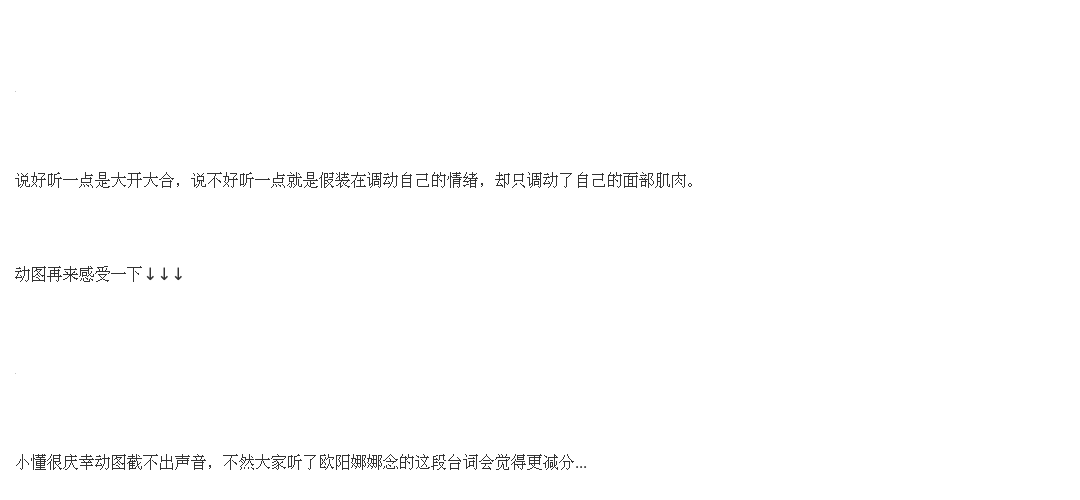 说好听一点是大开大合，说不好听一点就是假装在调动自己的情绪，却只调动了自己的面部肌肉。
动图再来感受一下↓↓↓
小懂很庆幸动图截不出声音，不然大家听了欧阳娜娜念的这段台词会觉得更减分...